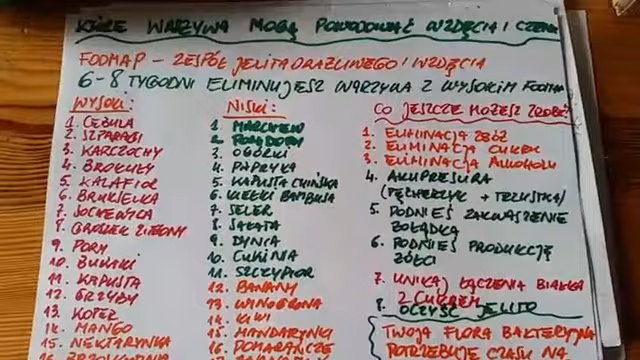 KTÓRE WARZYWA MOGĄ POWODOWAĆ WZDĘCIA I
FODMAP - ZESPÓŁ JELITA DRAŻLIWEGO I WZDĘCIA
6-8 TYGODNI ELIMINUJESZ WARZYWA Z WYSOKIM FODMAP
WYSOKI:
1. CEBULA
2. SZPARAGI
3. KARCZOCHY
4. BROKUŁY
5. KALAFIOR
6. BRUKSELKA
7. SOCZEWICA
8. GROSZEK ZIELONY
9. PORY
10. BURAKI
11. KAPUSTA
12. GRZYBY
13. KOPER
14. MANGO
15. NEKTARYNKA
16.
NISKI:
1. MARCHEW
2. POMIDORY
3. OGÓRKI
4. PAPRYKA
5. KAPUSTA CHIŃSKA
6. KIEŁKI BAMBUSA
7. SELER
8. SAŁATA
9. DYNIA
10. CUKINIA
11. SZCZYPIOR
12. BANANY
13. WINOGRONA
14. KIWI
15. MANDARYNKI
16. POMARAŃCZE
CO JESZCZE MOŻESZ ZROBIĆ?
1. ELIMINACJA ZBÓŻ
2. ELIMINACJA CUKRU
3. ELIMINACJA ALKOHOLU
4. AKUPRESURA
(PĘCHERZYK + TRZUSTKA)
5. PODNIEŚ ZAKWASZENIE
ŻOŁĄDKA
6. PODNIEŚ PRODUKCJĘ
ŻÓŁCI
7. UNIKAJ ŁĄCZENIA BIAŁKA
Z CUKREM
8. OCZYŚĆ JELITO
TWOJA FLORA BAKTERYJNA
POTRZEBUJE CZASU NA